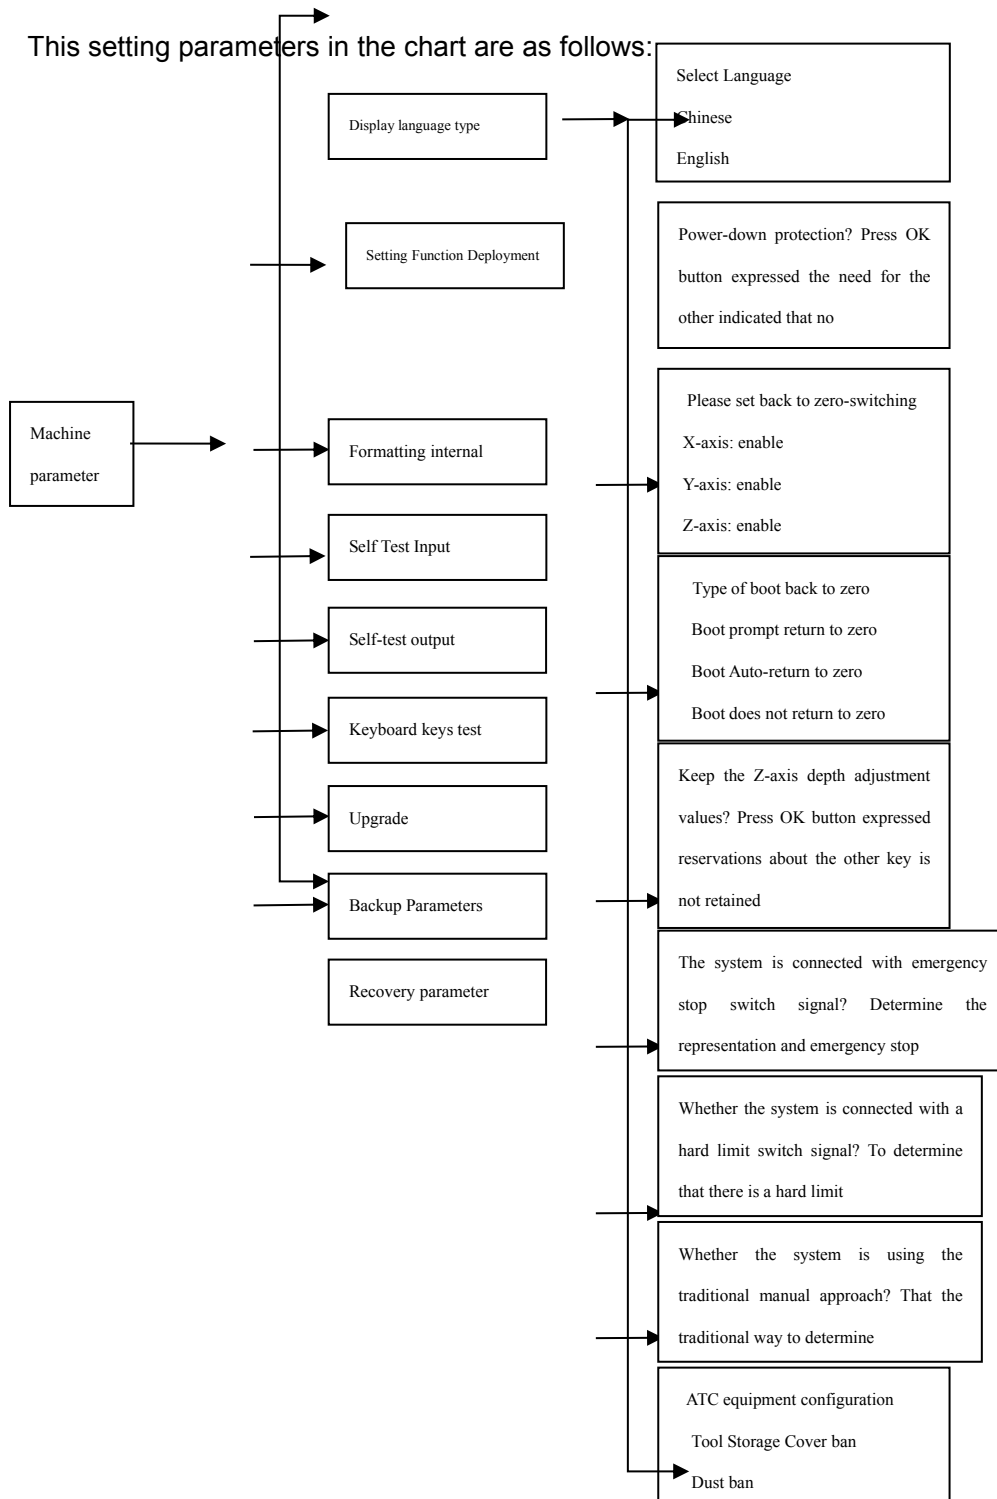 This setting parameters in the chart are as follows:
Machine
parameter
Display language type
Setting Function Deployment
Formatting internal
Self Test Input
Self-test output
Keyboard keys test
Upgrade
Backup Parameters
Recovery parameter
Select Language
Chinese
English
Power-down protection? Press OK
button expressed the need for the
other indicated that no
Please set back to zero-switching
X-axis: enable
Y-axis: enable
Z-axis: enable
Type of boot back to zero
Boot prompt return to zero
Boot Auto-return to zero
Boot does not return to zero
Keep the Z-axis depth adjustment
values? Press OK button expressed
reservations about the other key is
not retained
The system is connected with emergency
stop switch signal? Determine the
representation and emergency stop
Whether the system is connected with a
hard limit switch signal? To determine
that there is a hard limit
Whether the system is using the
traditional manual approach? That the
traditional way to determine
ATC equipment configuration
Tool Storage Cover ban
Dust ban